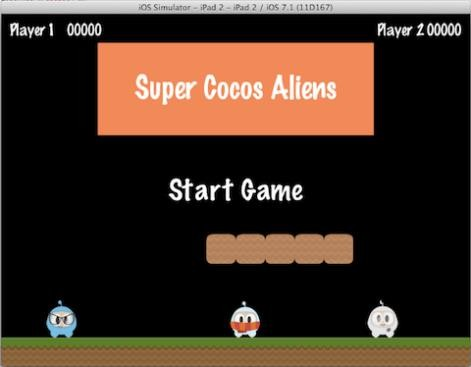 iOS Simulator – iPad 2 – iPad 2 / iOS 7.1 (11D167)
Player 1 00000
Player 2 00000
Super Cocos Aliens
Start Game